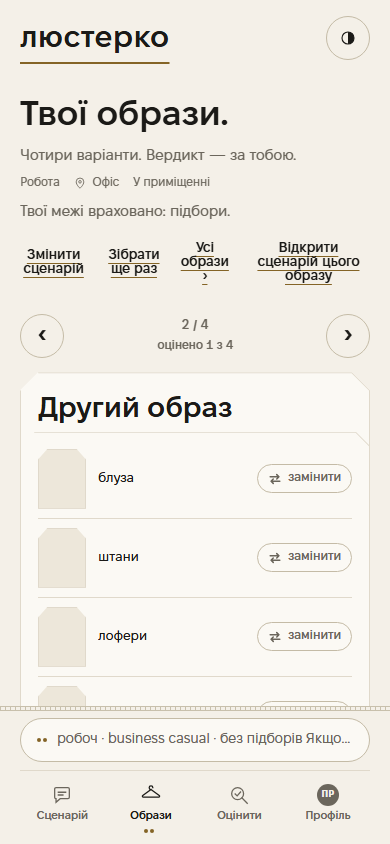 люстерко
Твої образи.
Чотири варіанти. Вердикт — за тобою.
Робота Офіс У приміщенні
Твої межі враховано: підбори.
Змінити
сценарій
Зібрати
ще раз
Усі
образи
›
Відкрити
сценарій цього
образу
‹
2 / 4
оцінено 1 з 4
›
Другий образ
блуза
замінити
штани
замінити
лофери
замінити
робоч · business casual · без підборів Якщо...
Сценарій
Образи
Оцінити
ПР
Профіль